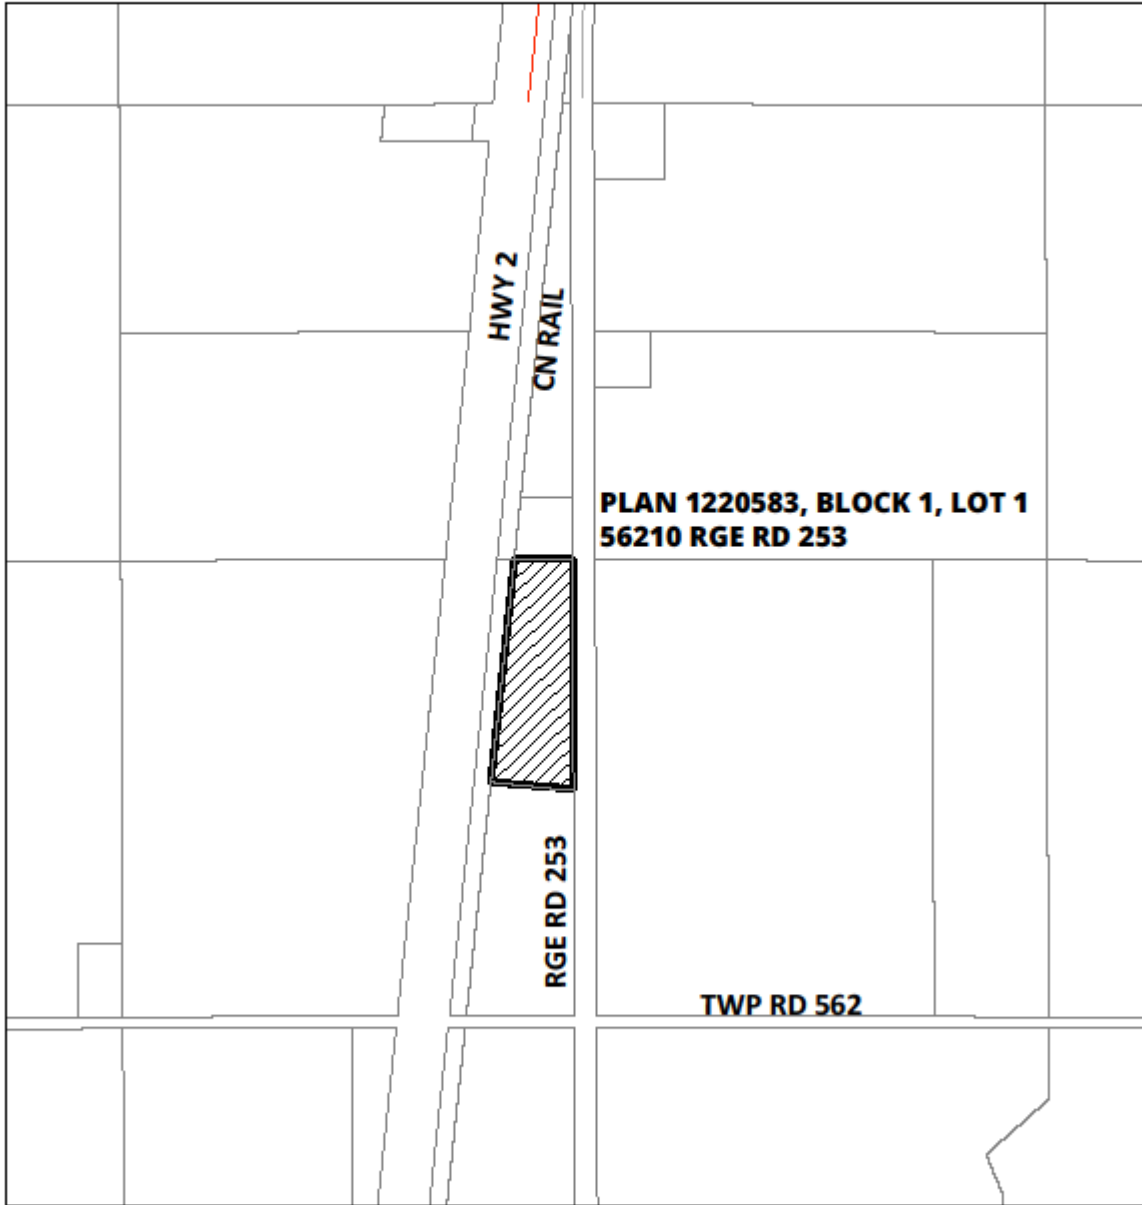 HWY 2
CN RAIL
PLAN 1220583, BLOCK 1, LOT 1
56210 RGE RD 253
RGE RD 253
TWP RD 562